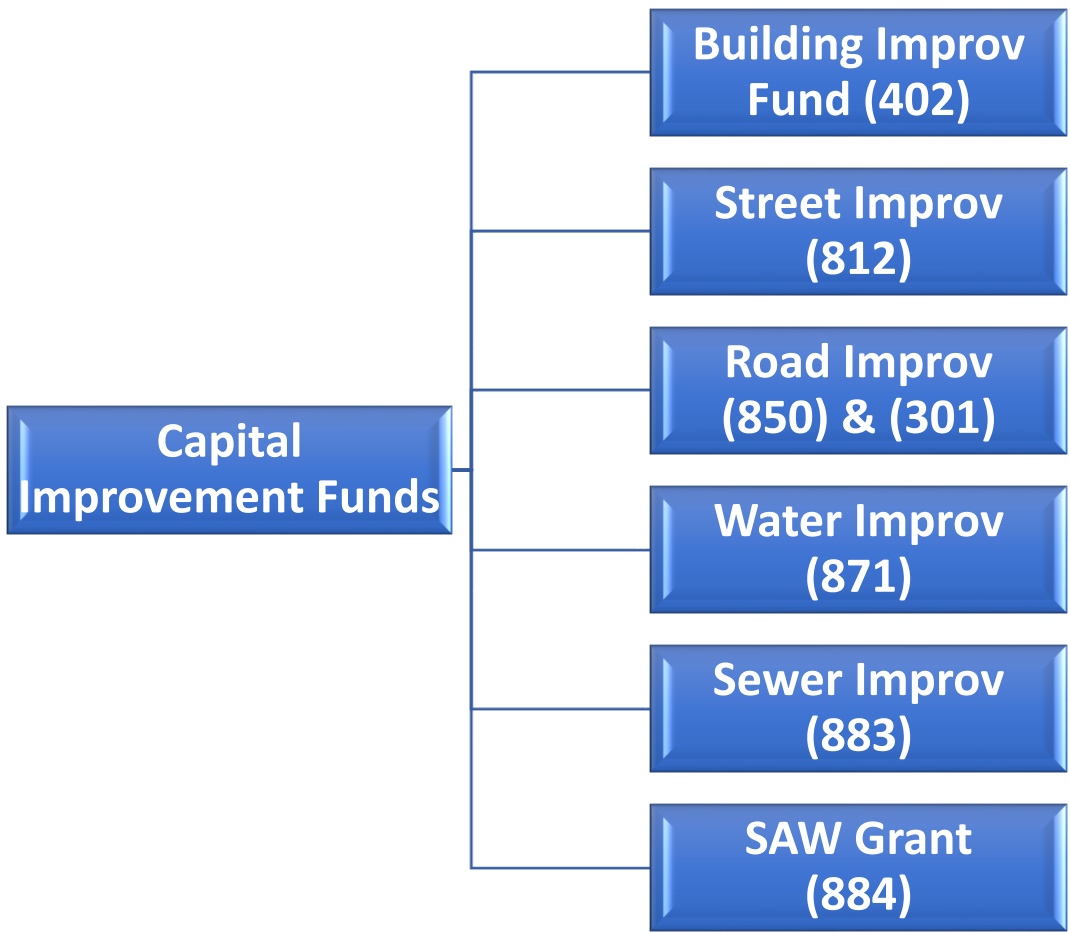 Building Improv
Fund (402)
Street Improv
(812)
Road Improv
(850) & (301)
Capital
Improvement Funds
Water Improv
(871)
Sewer Improv
(883)
SAW Grant
(884)